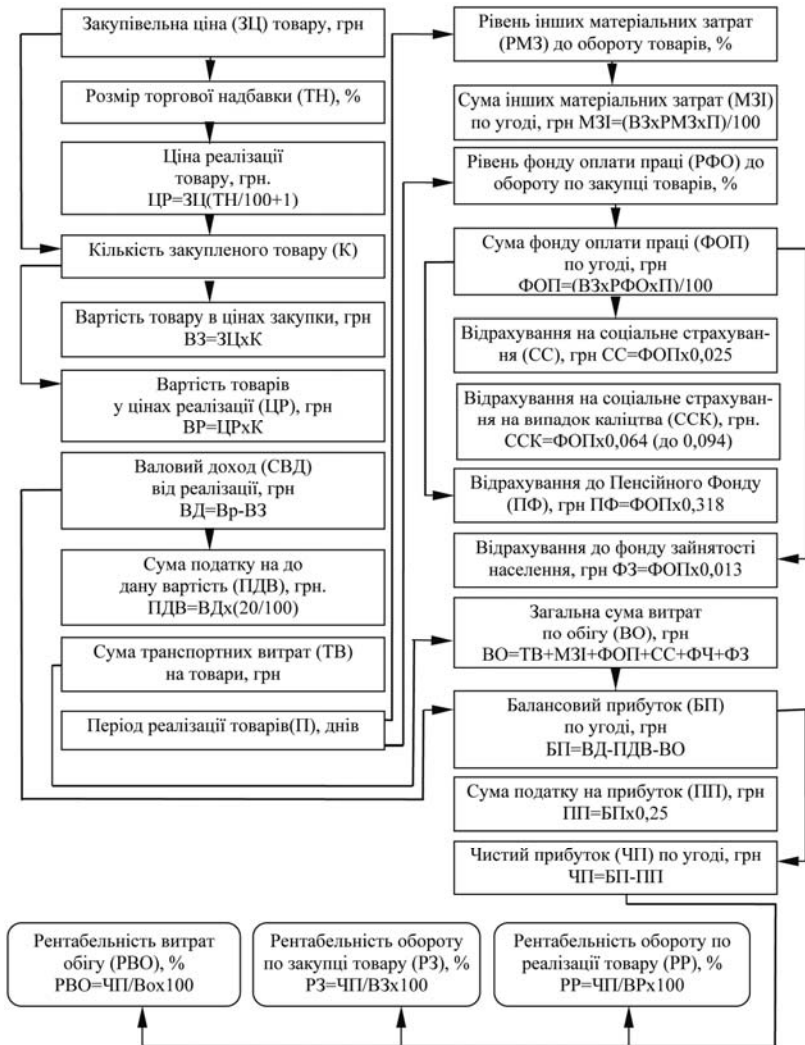 Закупівельна ціна (ЗЦ) товару, грн
Розмір торгової надбавки (ТН), %
Ціна реалізації
товару, грн.
ЦР=ЗЦ(ТН/100+1)
Кількість закупленого товару (К)
Вартість товару в цінах закупки, грн
ВЗ=ЗЦхК
Вартість товарів
у цінах реалізації (ЦР), грн
ВР=ЦРхК
Валовий доход (СВД)
від реалізації, грн
ВД=Вр-ВЗ
Сума податку на до
дану вартість (ПДВ), грн.
ПДВ=ВДх(20/100)
Сума транспортних витрат (ТВ)
на товари, грн
Період реалізації товарів(П), днів
Рівень інших матеріальних затрат
(РМЗ) до обороту товарів, %
Сума інших матеріальних затрат (МЗІ)
по угоді, грн МЗІ=(ВЗхРМЗхП)/100
Рівень фонду оплати праці (РФО) до
обороту по закупці товарів, %
Сума фонду оплати праці (ФОП)
по угоді, грн
ФОП=(ВЗхРФОхП)/100
Відрахування на соціальне страхуван-
ня (СС), грн СС=ФОПх0,025
Відрахування на соціальне страхуван-
ня на випадок каліцтва (ССК), грн.
ССК=ФОПх0,064 (до 0,094)
Відрахування до Пенсійного Фонду
(ПФ), грн ПФ=ФОПх0,318
Відрахування до фонду зайнятості
населення, грн ФЗ=ФОПх0,013
Загальна сума витрат
по обігу (ВО), грн
ВО=ТВ+МЗІ+ФОП+СС+ФЧ+ФЗ
Балансовий прибуток (БП)
по угоді, грн
БП=ВД-ПДВ-ВО
Сума податку на прибуток (ПП), грн
ПП=БПх0,25
Чистий прибуток (ЧП) по угоді, грн
ЧП=БП-ПП
Рентабельність витрат
обігу (РВО), %
РВО=ЧП/Вох100
Рентабельність обороту
по закупці товару (РЗ), %
РЗ=ЧП/ВЗх100
Рентабельність обороту по
реалізації товару (РР), %
РР=ЧП/ВРх100